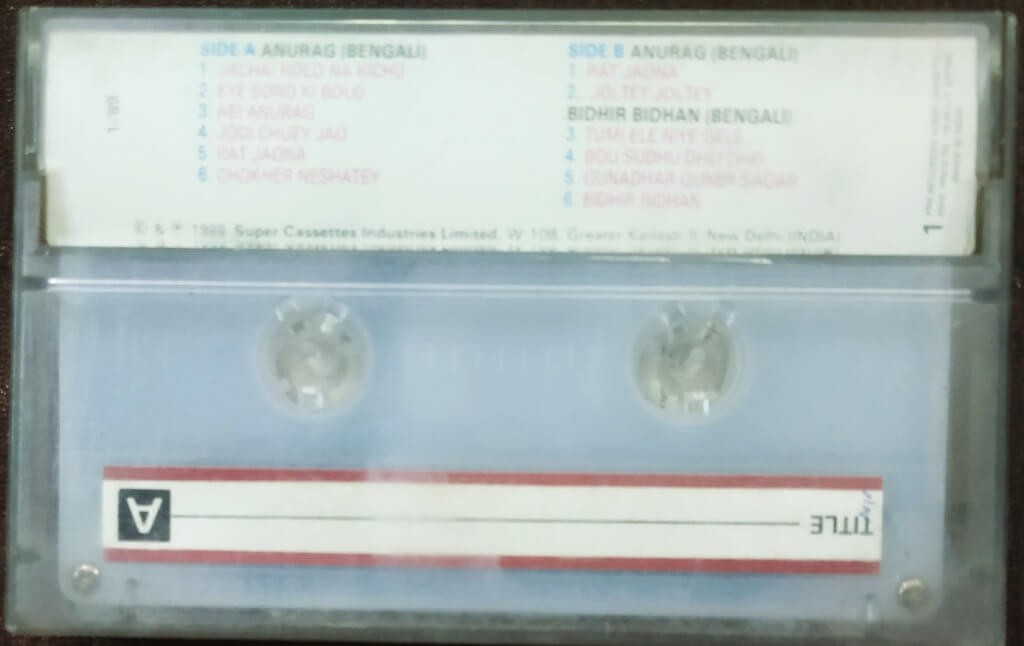 SIDE A ANURAG (BENGALI)
1. JACHAI HOLO NA KICHU
2. EYE SONO KI BOLO
3. AEI ANURAG
4. JODI CHUEY JAO
5. RAT JAONA
6. CHOKHER NESHATEY
SIDE B ANURAG (BENGALI)
1. RAT JAONA
2. JOLTEY JOLTEY
BIDHIR BIDHAN (BENGALI)
3. TUMI ELE NIYE GELE
4. BOU SUDHU DHEI DHEI
5. GUNADHAR GUNER SAGAR
6. BIDHIR BIDHAN
© & ℗ 1989 Super Cassettes Industries Limited, W 108, Greater Kailash II, New Delhi (INDIA)
1/89
1
A
TITLE